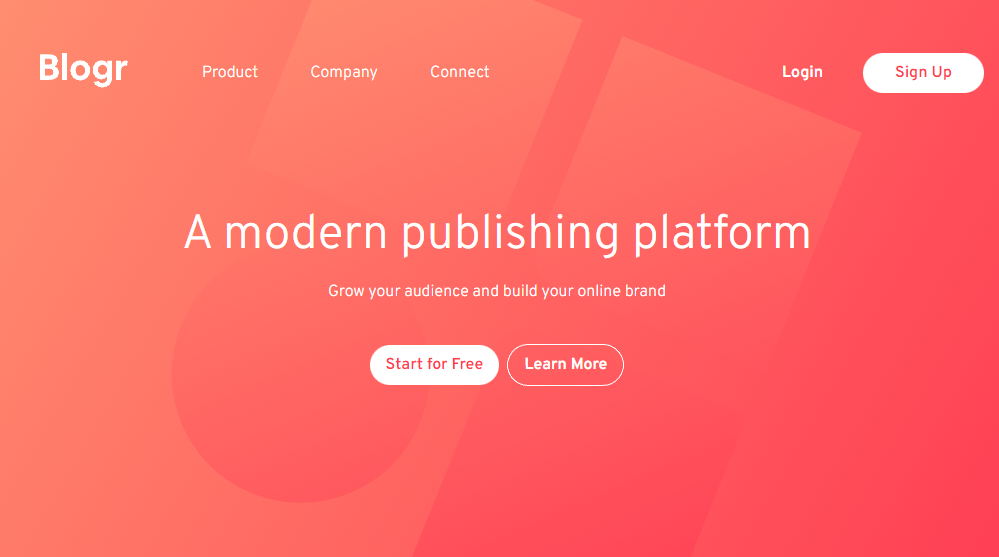 Blogr Product Company Connect Login Sign Up
A modern publishing platform
Grow your audience and build your online brand
Start for Free Learn More